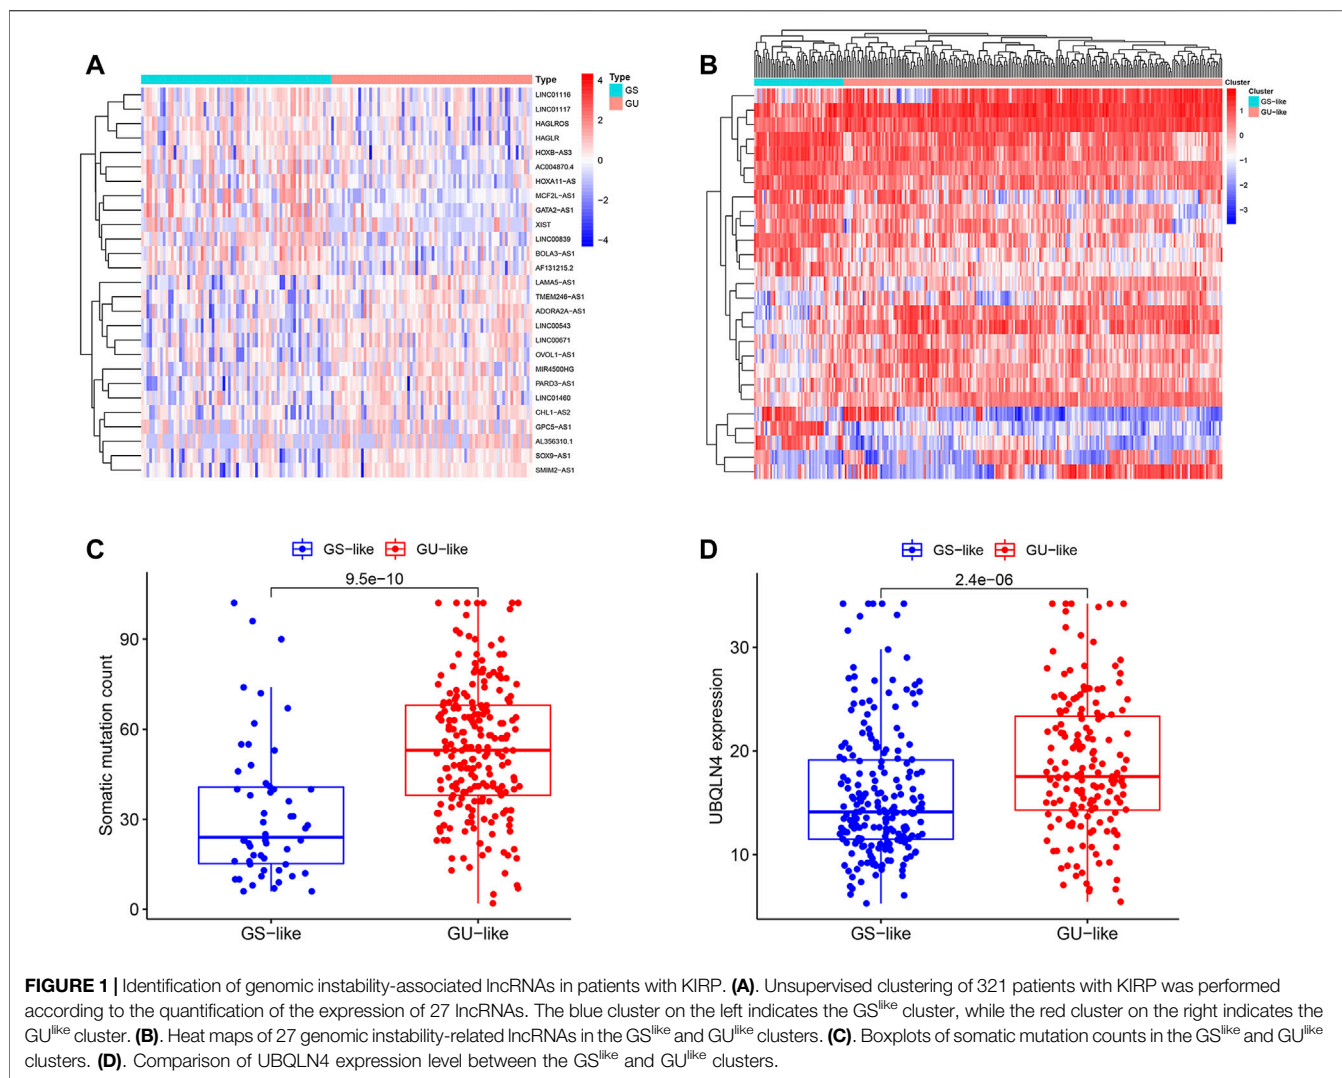 A
Type
4
2
0
−2
−4
Type
GS
GU
LINC01116
LINC01117
HAGLROS
HAGLR
HOXB−AS3
AC004870.4
HOXA11−AS
MCF2L−AS1
GATA2−AS1
XIST
LINC00839
BOLA3−AS1
AF131215.2
LAMA5−AS1
TMEM246−AS1
ADORA2A−AS1
LINC00543
LINC00671
OVOL1−AS1
MIR4500HG
PARD3−AS1
LINC01460
CHL1−AS2
GPC5−AS1
AL356310.1
SOX9−AS1
SMIM2−AS1
B
Cluster
1
0
−1
−2
−3
Cluster
GS−like
GU−like
C
GS−like GU−like
9.5e−10
Somatic mutation count
90
60
30
0
GS−like GU−like
D
GS−like GU−like
2.4e−06
UBQLN4 expression
30
20
10
GS−like GU−like
FIGURE 1 | Identification of genomic instability-associated lncRNAs in patients with KIRP. (A). Unsupervised clustering of 321 patients with KIRP was performed
according to the quantification of the expression of 27 lncRNAs. The blue cluster on the left indicates the GSlike cluster, while the red cluster on the right indicates the
GUlike cluster. (B). Heat maps of 27 genomic instability-related lncRNAs in the GSlike and GUlike clusters. (C). Boxplots of somatic mutation counts in the GSlike and GUlike
clusters. (D). Comparison of UBQLN4 expression level between the GSlike and GUlike clusters.